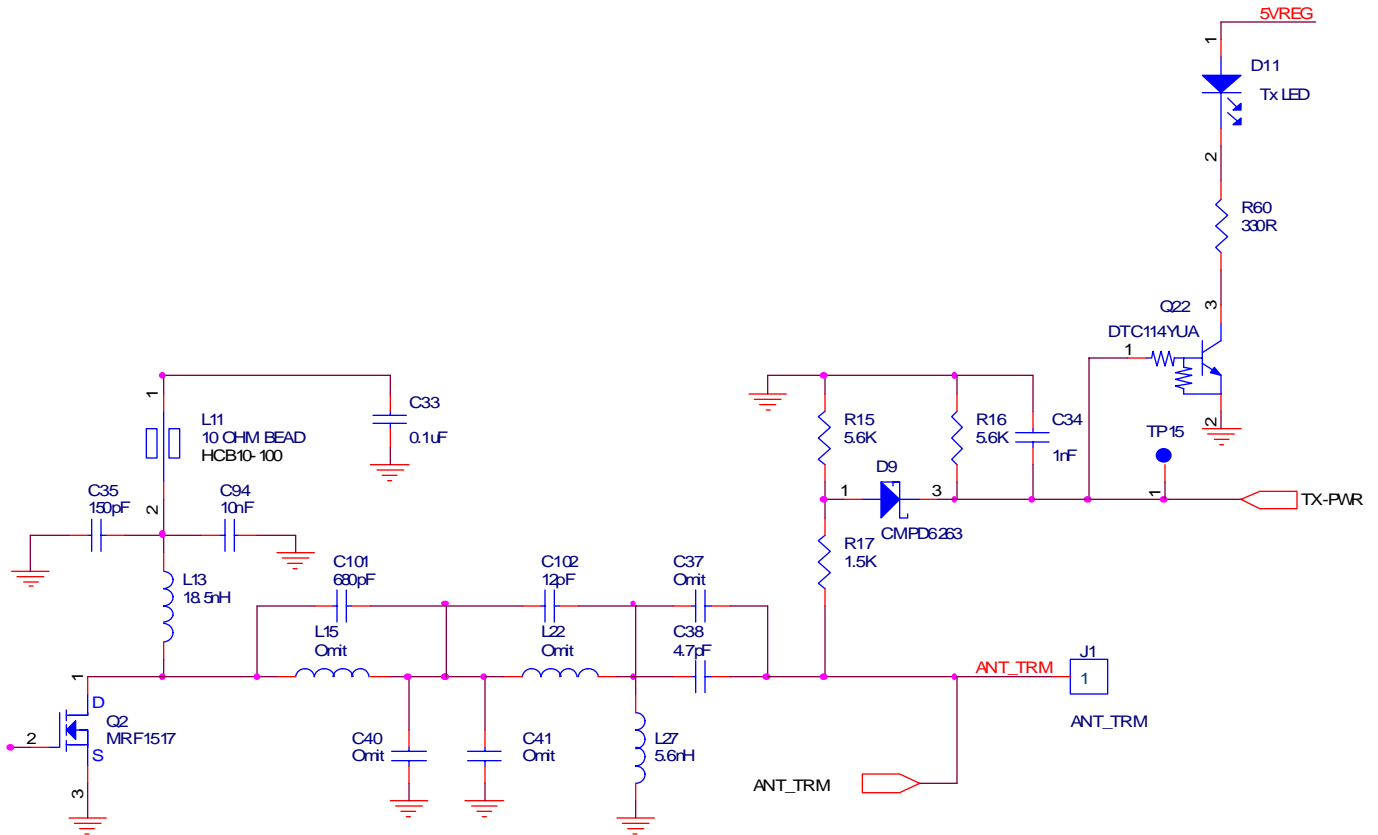 5VREG
1
D11
Tx LED
2
R60
330R
3
Q22
DTC114YUA
1
2
1
L11
10 OHM BEAD
HCB10-100
2
C33
0.1uF
C35
150pF
C94
10nF
L13
18.5nH
R15
5.6K
R16
5.6K
C34
1nF
TP15
1
D9
1
3
CMPD6263
TX-PWR
R17
1.5K
C101
680pF
C102
12pF
C37
Omit
L15
Omit
L22
Omit
C38
4.7pF
ANT_TRM
J1
1
ANT_TRM
1
D
Q2
MRF1517
2
S
3
C40
Omit
C41
Omit
L27
5.6nH
ANT_TRM